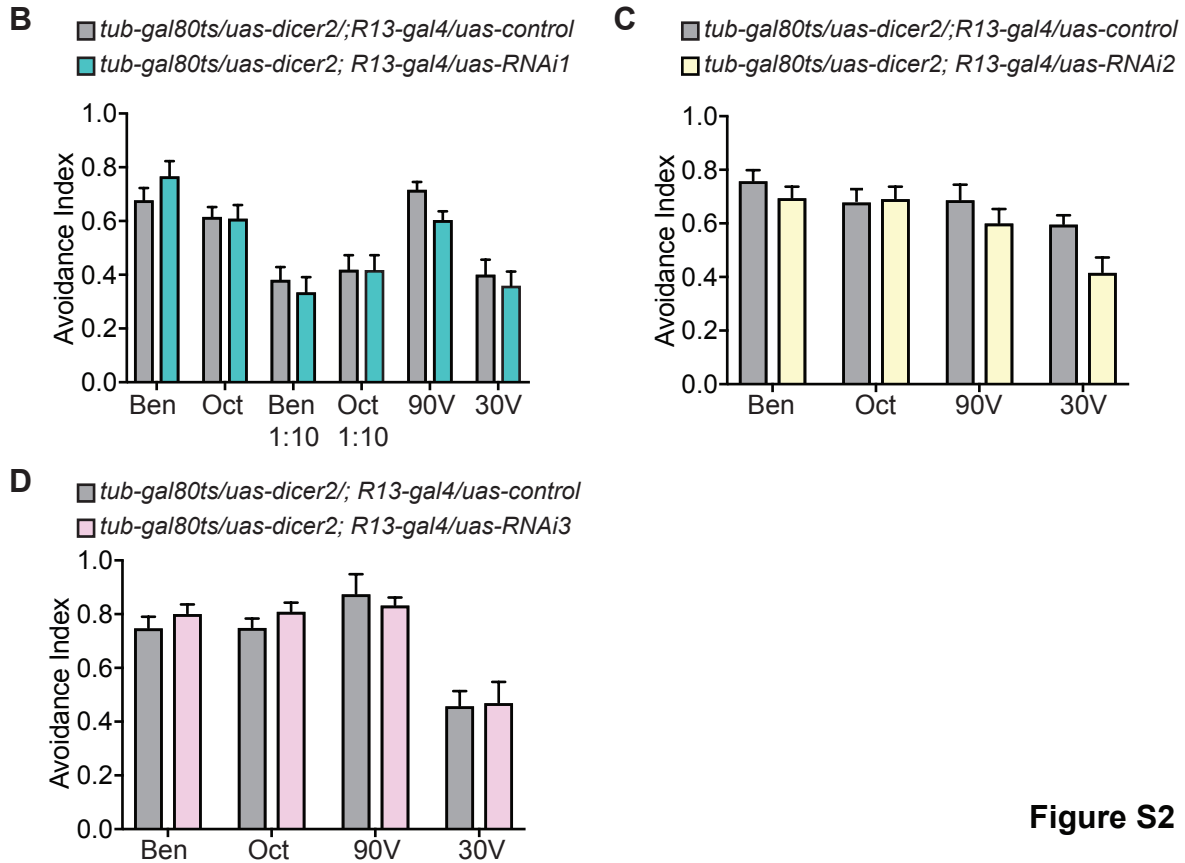 B
tub-gal80ts/uas-dicer2/;R13-gal4/uas-control
tub-gal80ts/uas-dicer2; R13-gal4/uas-RNAi1
Avoidance Index
1.0
0.8
0.6
0.4
0.2
0.0
Ben Oct Ben Oct 90V 30V
1:10 1:10
C
tub-gal80ts/uas-dicer2/;R13-gal4/uas-control
tub-gal80ts/uas-dicer2; R13-gal4/uas-RNAi2
Avoidance Index
1.0
0.8
0.6
0.4
0.2
0.0
Ben Oct 90V 30V
D
tub-gal80ts/uas-dicer2/; R13-gal4/uas-control
tub-gal80ts/uas-dicer2; R13-gal4/uas-RNAi3
Avoidance Index
1.0
0.8
0.6
0.4
0.2
0.0
Ben Oct 90V 30V
Figure S2